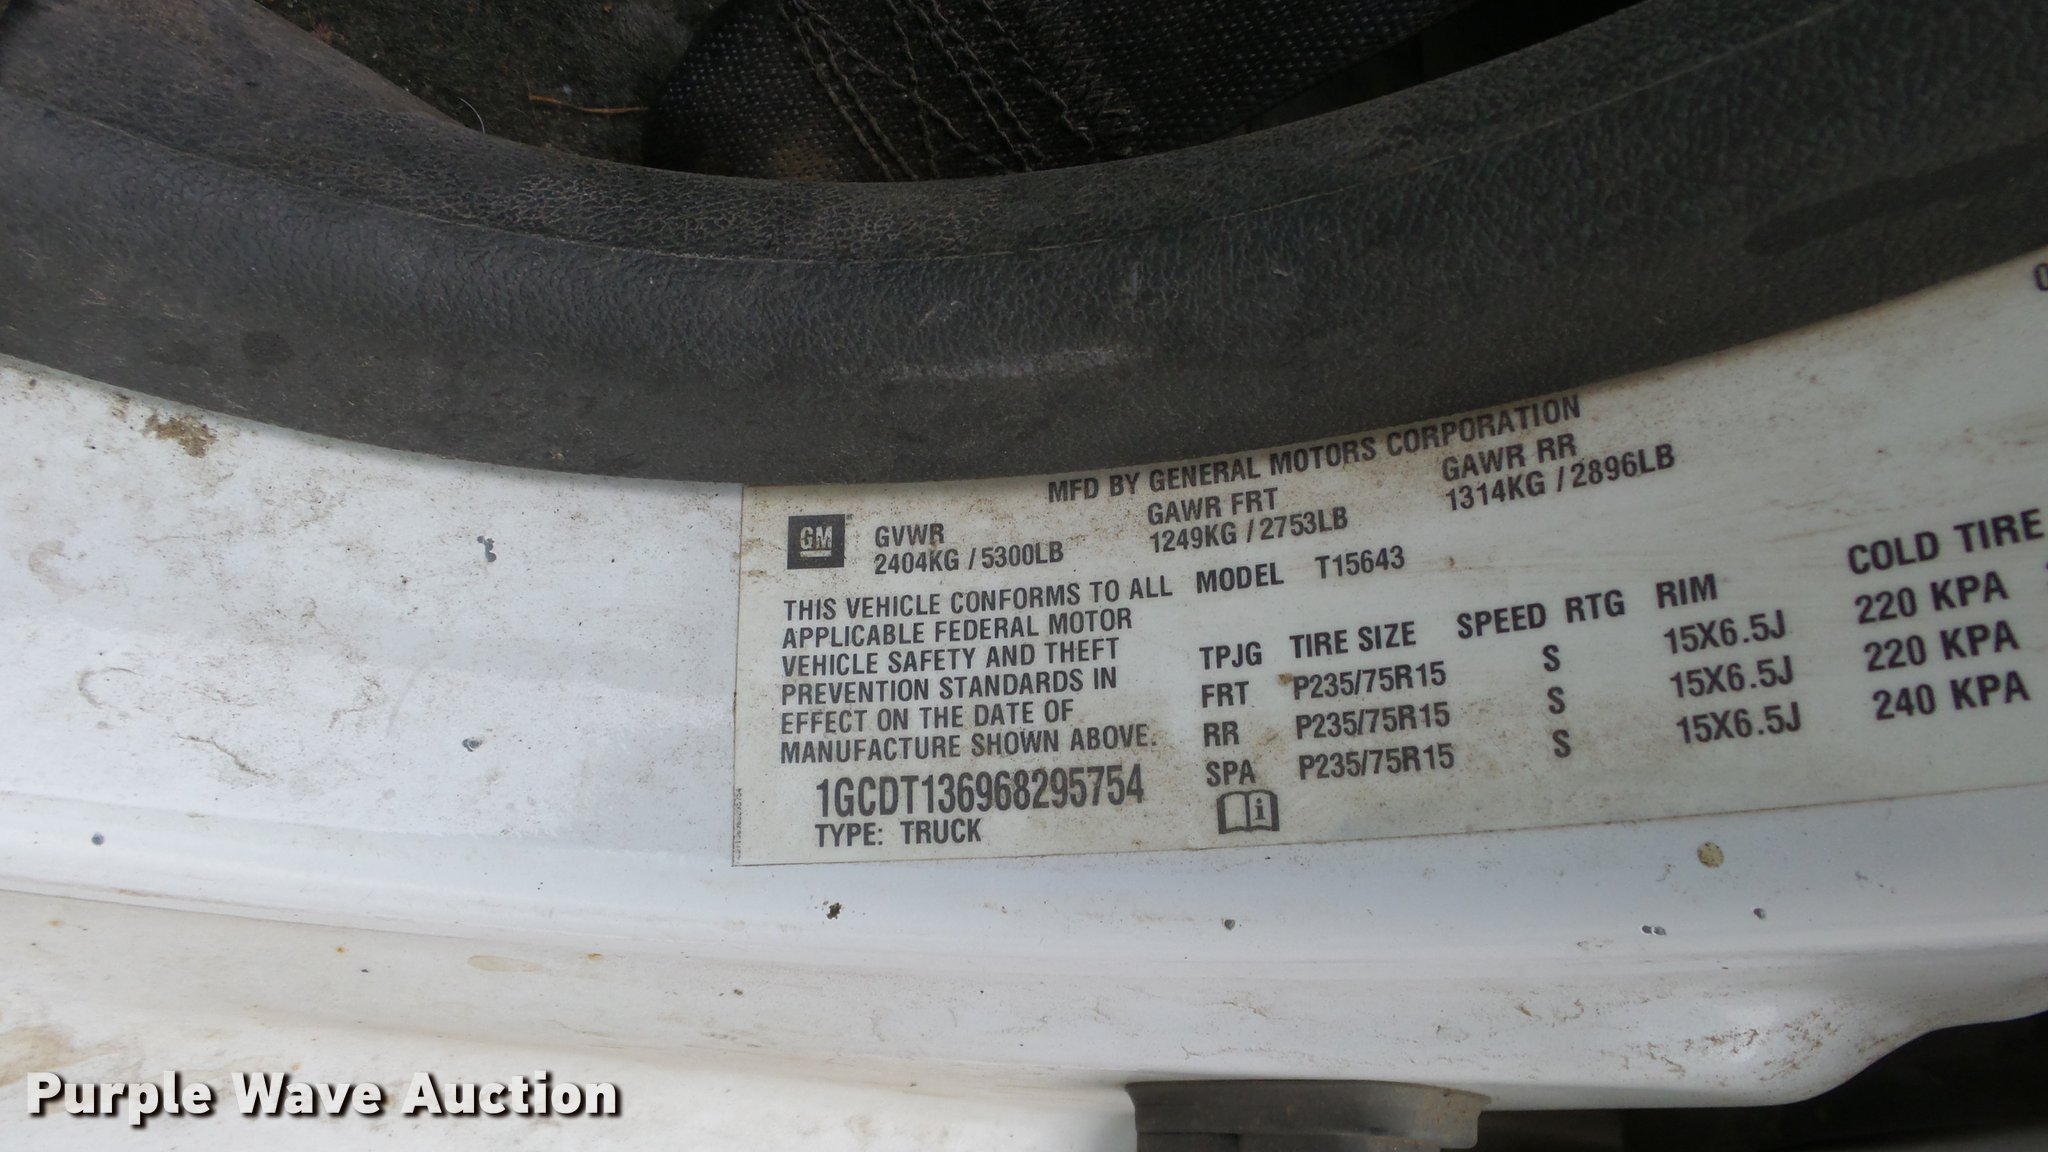 MFD BY GENERAL MOTORS CORPORATION
GM
GVWR GAWR FRT GAWR RR
2404KG / 5300LB 1249KG / 2753LB 1314KG / 2896LB
THIS VEHICLE CONFORMS TO ALL
APPLICABLE FEDERAL MOTOR
VEHICLE SAFETY AND THEFT
PREVENTION STANDARDS IN
EFFECT ON THE DATE OF
MANUFACTURE SHOWN ABOVE.
1GCDT136968295754
TYPE: TRUCK
MODEL T15643
TPJG TIRE SIZE SPEED RTG RIM COLD TIRE
FRT P235/75R15 S 15X6.5J 220 KPA
RR P235/75R15 S 15X6.5J 220 KPA
SPA P235/75R15 S 15X6.5J 240 KPA
i
Purple Wave Auction